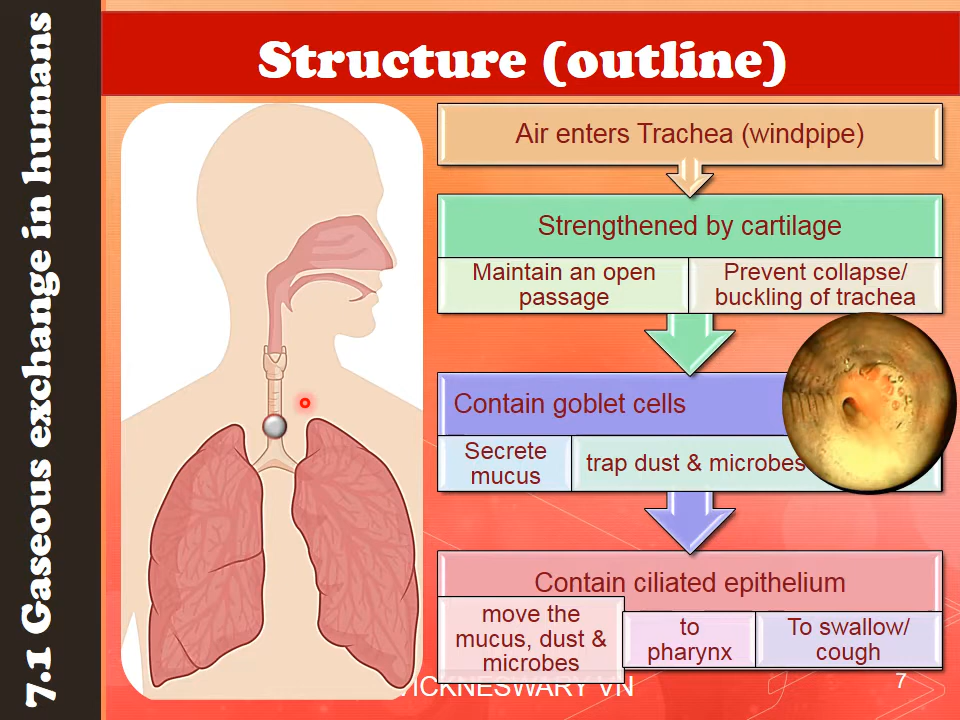 7.1 Gaseous exchange in humans
Structure (outline)
Air enters Trachea (windpipe)
Strengthened by cartilage
Maintain an open
passage
Prevent collapse/
buckling of trachea
Contain goblet cells
Secrete
mucus
trap dust & microbes
Contain ciliated epithelium
move the
mucus, dust &
microbes
to
pharynx
To swallow/
cough
VICKNESWARY VN
7